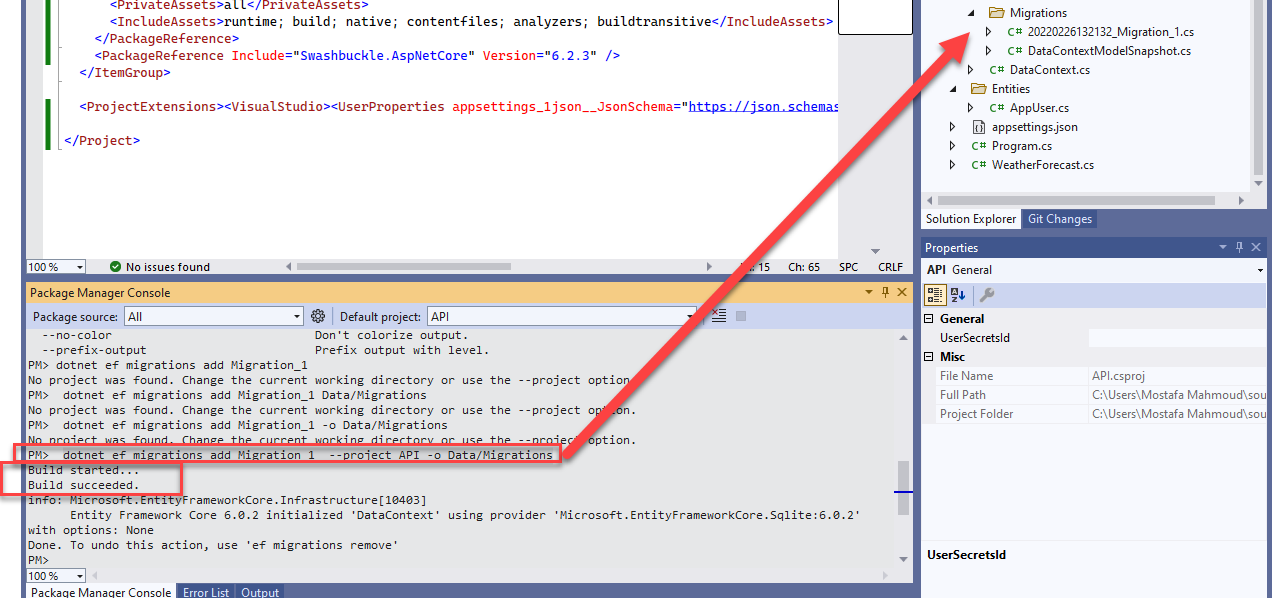 <PrivateAssets>all</PrivateAssets>
<IncludeAssets>runtime; build; native; contentfiles; analyzers; buildtransitive</IncludeAssets>
</PackageReference>
<PackageReference Include="Swashbuckle.AspNetCore" Version="6.2.3" />
</ItemGroup>
<ProjectExtensions><VisualStudio><UserProperties appsettings_1json__JsonSchema="https://json.schemas
</Project>
100 %
No issues found
15
Ch: 65
SPC
CRLF
Package Manager Console
Package source: All
Default project: API
--no-color Don't colorize output.
--prefix-output Prefix output with level.
PM> dotnet ef migrations add Migration_1
No project was found. Change the current working directory or use the --project option.
PM> dotnet ef migrations add Migration_1 Data/Migrations
No project was found. Change the current working directory or use the --project option.
PM> dotnet ef migrations add Migration_1 -o Data/Migrations
No project was found. Change the current working directory or use the --project option.
PM> dotnet ef migrations add Migration_1 --project API -o Data/Migrations
Build started...
Build succeeded.
info: Microsoft.EntityFrameworkCore.Infrastructure[10403]
Entity Framework Core 6.0.2 initialized 'DataContext' using provider 'Microsoft.EntityFrameworkCore.Sqlite:6.0.2'
with options: None
Done. To undo this action, use 'ef migrations remove'
PM>
100 %
Package Manager Console
Error List
Output
Migrations
C# 20220226132132_Migration_1.cs
C# DataContextModelSnapshot.cs
C# DataContext.cs
Entities
C# AppUser.cs
appsettings.json
C# Program.cs
C# WeatherForecast.cs
Solution Explorer
Git Changes
Properties
API General
General
UserSecretsId
Misc
File Name API.csproj
Full Path C:\Users\Mostafa Mahmoud\sou
Project Folder C:\Users\Mostafa Mahmoud\sou
UserSecretsId